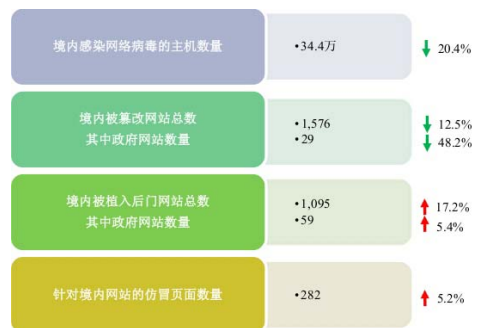 境内感染网络病毒的主机数量
•34.4万
20.4%
境内被篡改网站总数
其中政府网站数量
•1,576
•29
12.5%
48.2%
境内被植入后门网站总数
其中政府网站数量
•1,095
•59
17.2%
5.4%
针对境内网站的仿冒页面数量
•282
5.2%